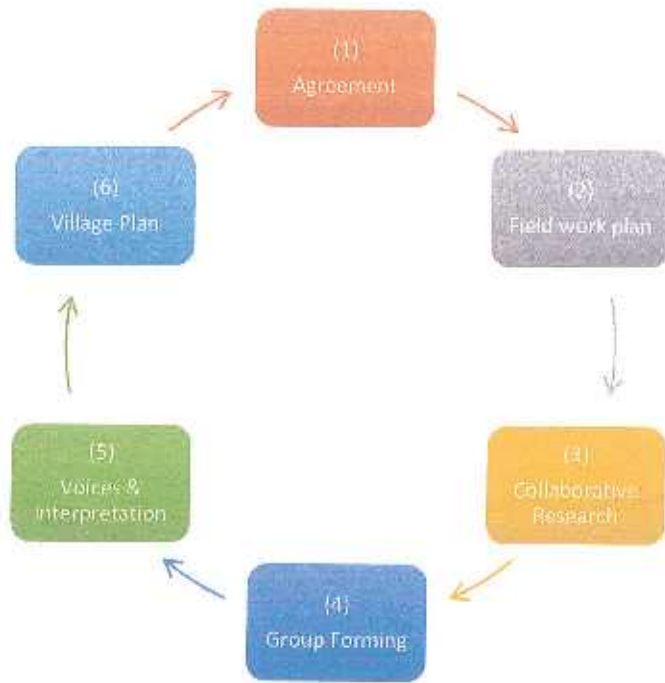 (1)
Agreement
(2)
Field work plan
(3)
Collaborative
Research
(4)
Group Forming
(5)
Voices &
Interpretation
(6)
Village Plan